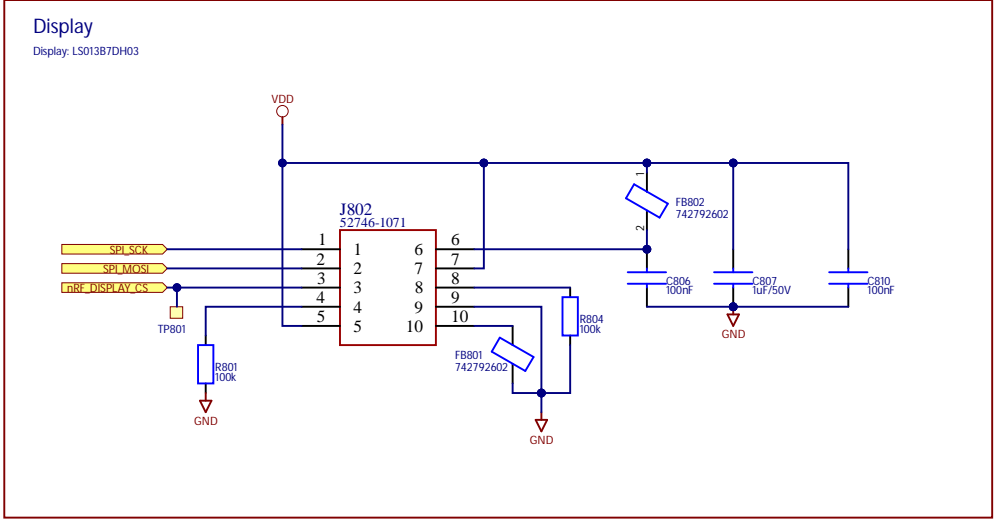 Display
Display: LS013B7DH03
VDD
J802
52746-1071
SPI_SCK
SPI_MOSI
nRF_DISPLAY_CS
TP801
1
2
3
4
5
1
2
3
4
5
6
7
8
9
10
6
7
8
9
10
R801
100k
GND
FB801
742792602
R804
100k
GND
1
2
FB802
742792602
C806
100nF
C807
1uF/50V
C810
100nF
GND